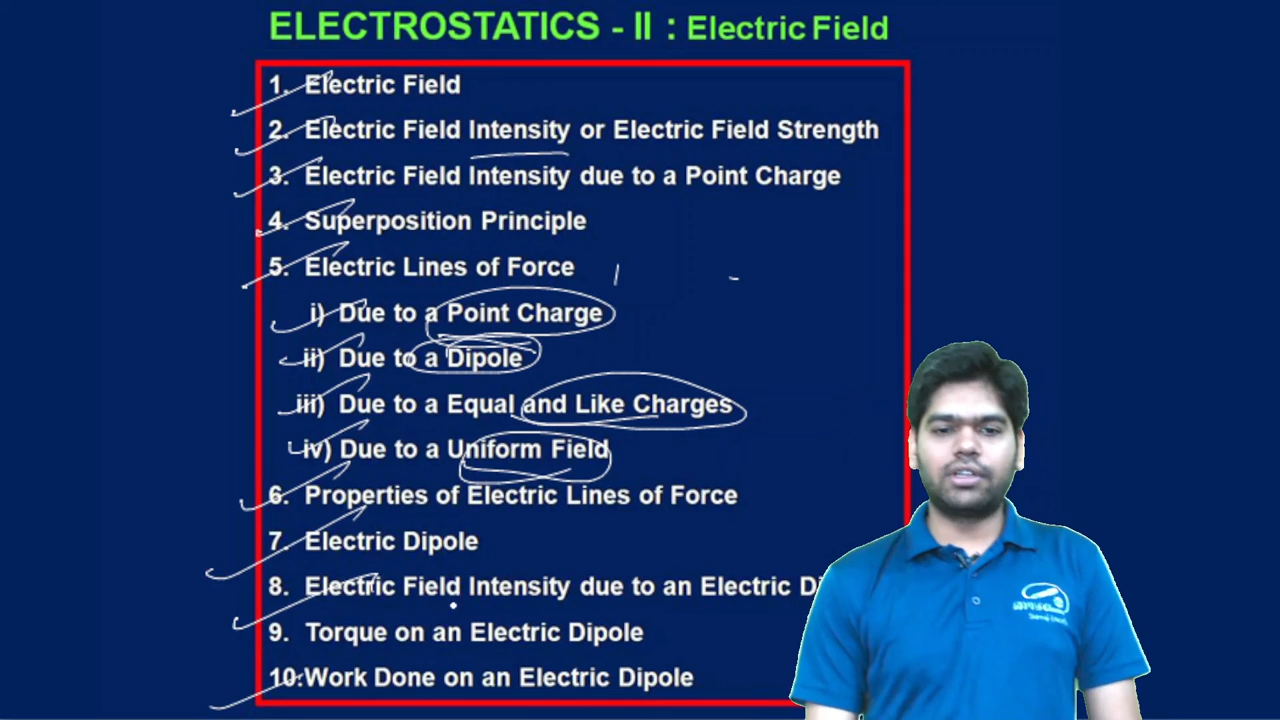 ELECTROSTATICS - II : Electric Field
1. Electric Field
2. Electric Field Intensity or Electric Field Strength
3. Electric Field Intensity due to a Point Charge
4. Superposition Principle
5. Electric Lines of Force
i) Due to a Point Charge
ii) Due to a Dipole
iii) Due to a Equal and Like Charges
iv) Due to a Uniform Field
6. Properties of Electric Lines of Force
7. Electric Dipole
8. Electric Field Intensity due to an Electric
9. Torque on an Electric Dipole
10.Work Done on an Electric Dipole